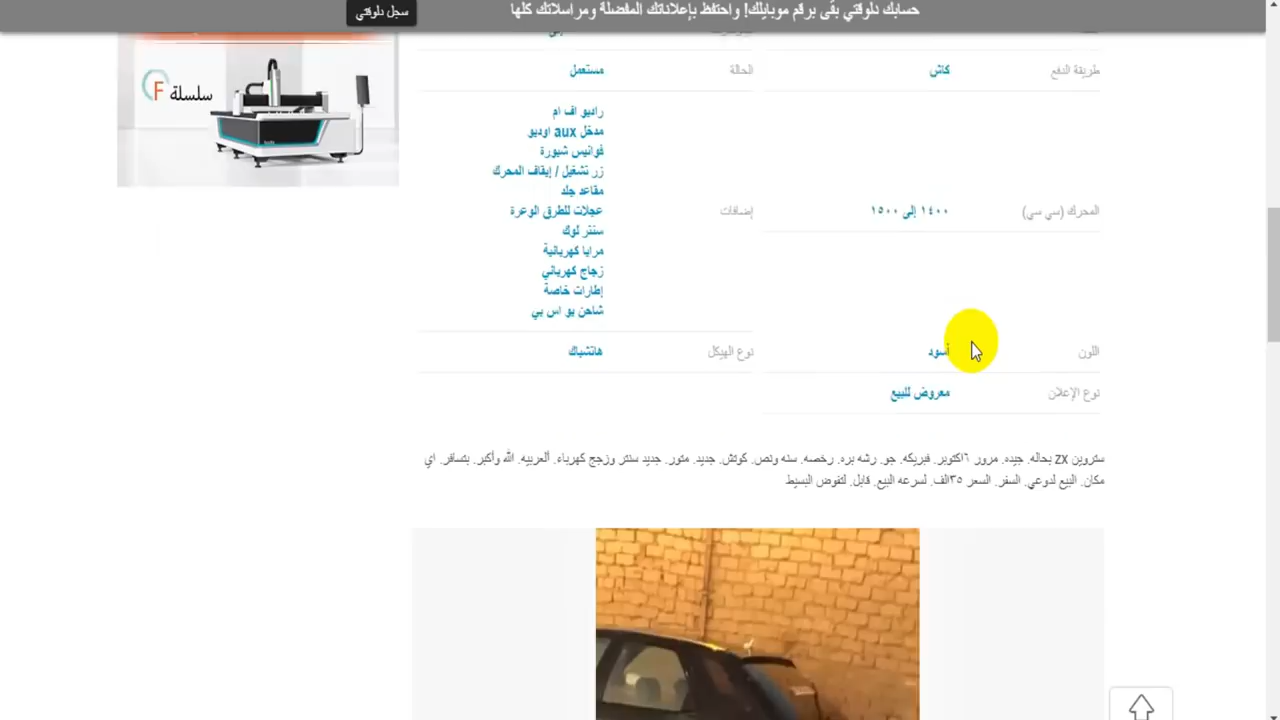 حسابك دلوقتي بقى برقم موبايلك! واحتفظ بإعلاناتك المفضلة ومراسلاتك كلها
سجل دلوقتي
سلسلة F
طريقة الدفع
كاش
الحالة
مستعمل
المحرك (سي سي)
١٤٠٠ إلى ١٥٠٠
إضافات
راديو اف ام
مدخل aux اوديو
فوانيس شبورة
زر تشغيل / إيقاف المحرك
مقاعد جلد
عجلات للطرق الوعرة
سنتر لوك
مرايا كهربائية
زجاج كهربائي
إطارات خاصة
شاحن يو اس بي
اللون
أسود
نوع الهيكل
هاتشباك
نوع الإعلان
معروض للبيع
ستروين zx بحاله. جيده. مرور ٦اكتوبر. فبريكه. جو. رشه بره. رخصه. سنه ونص. كوتش. جديد. متور. جديد سنتر وزجج كهرباء. ألعربيه. الله وأكبر. بتسافر. اي
مكان. البيع لدوعي. السفر. السعر ٣٥الف. لسرعه البيع. قابل. لتفوض البسيط